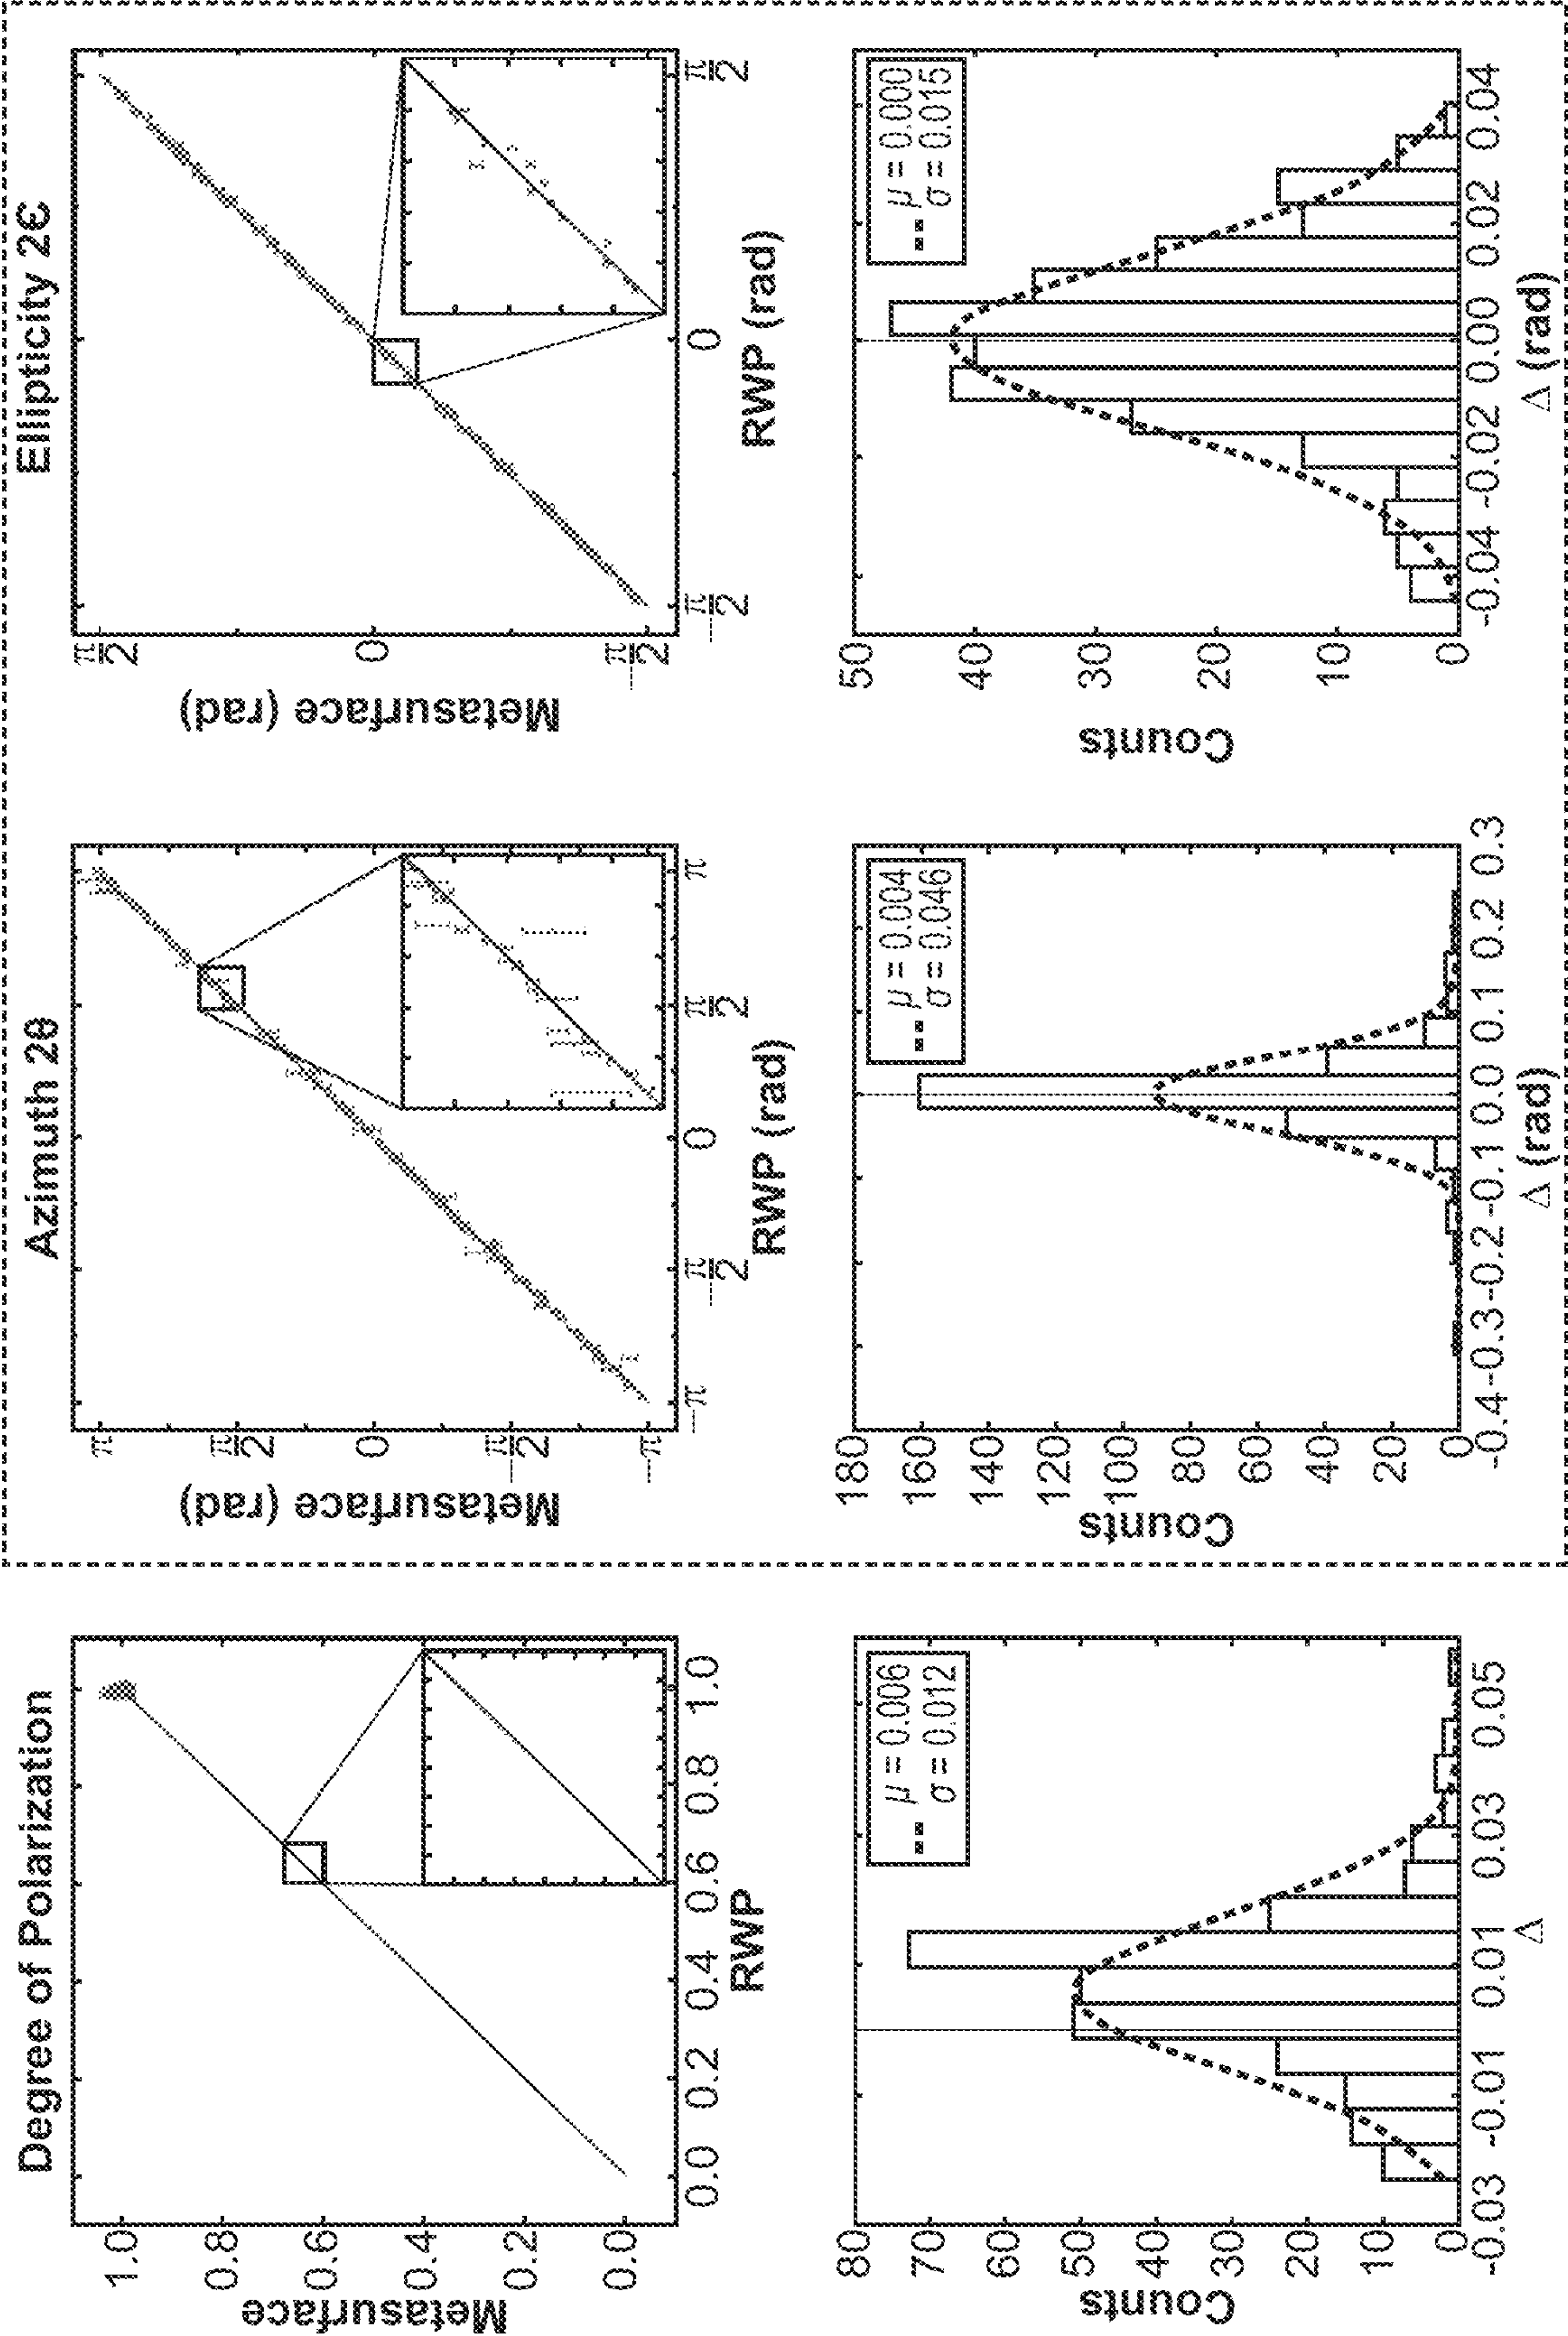 Degree of Polarization
Metasurface
1.0
0.8
0.6
0.4
0.2
0.0
0.0 0.2 0.4 0.6 0.8 1.0
RWP
Counts
80
70
60
50
40
30
20
10
0
μ = 0.006
σ = 0.012
-0.03 -0.01 0.01 0.03 0.05
Δ
Azimuth 2θ
Metasurface (rad)
π
π/2
0
-π/2
-π
-π -π/2 0 π/2 π
RWP (rad)
Counts
180
160
140
120
100
80
60
40
20
0
μ = 0.004
σ = 0.046
-0.4 -0.3 -0.2 -0.1 0.0 0.1 0.2 0.3
Δ (rad)
Ellipticity 2Є
Metasurface (rad)
π/2
0
-π/2
-π/2 0 π/2
RWP (rad)
Counts
50
40
30
20
10
0
μ = 0.000
σ = 0.015
-0.04 -0.02 0.00 0.02 0.04
Δ (rad)